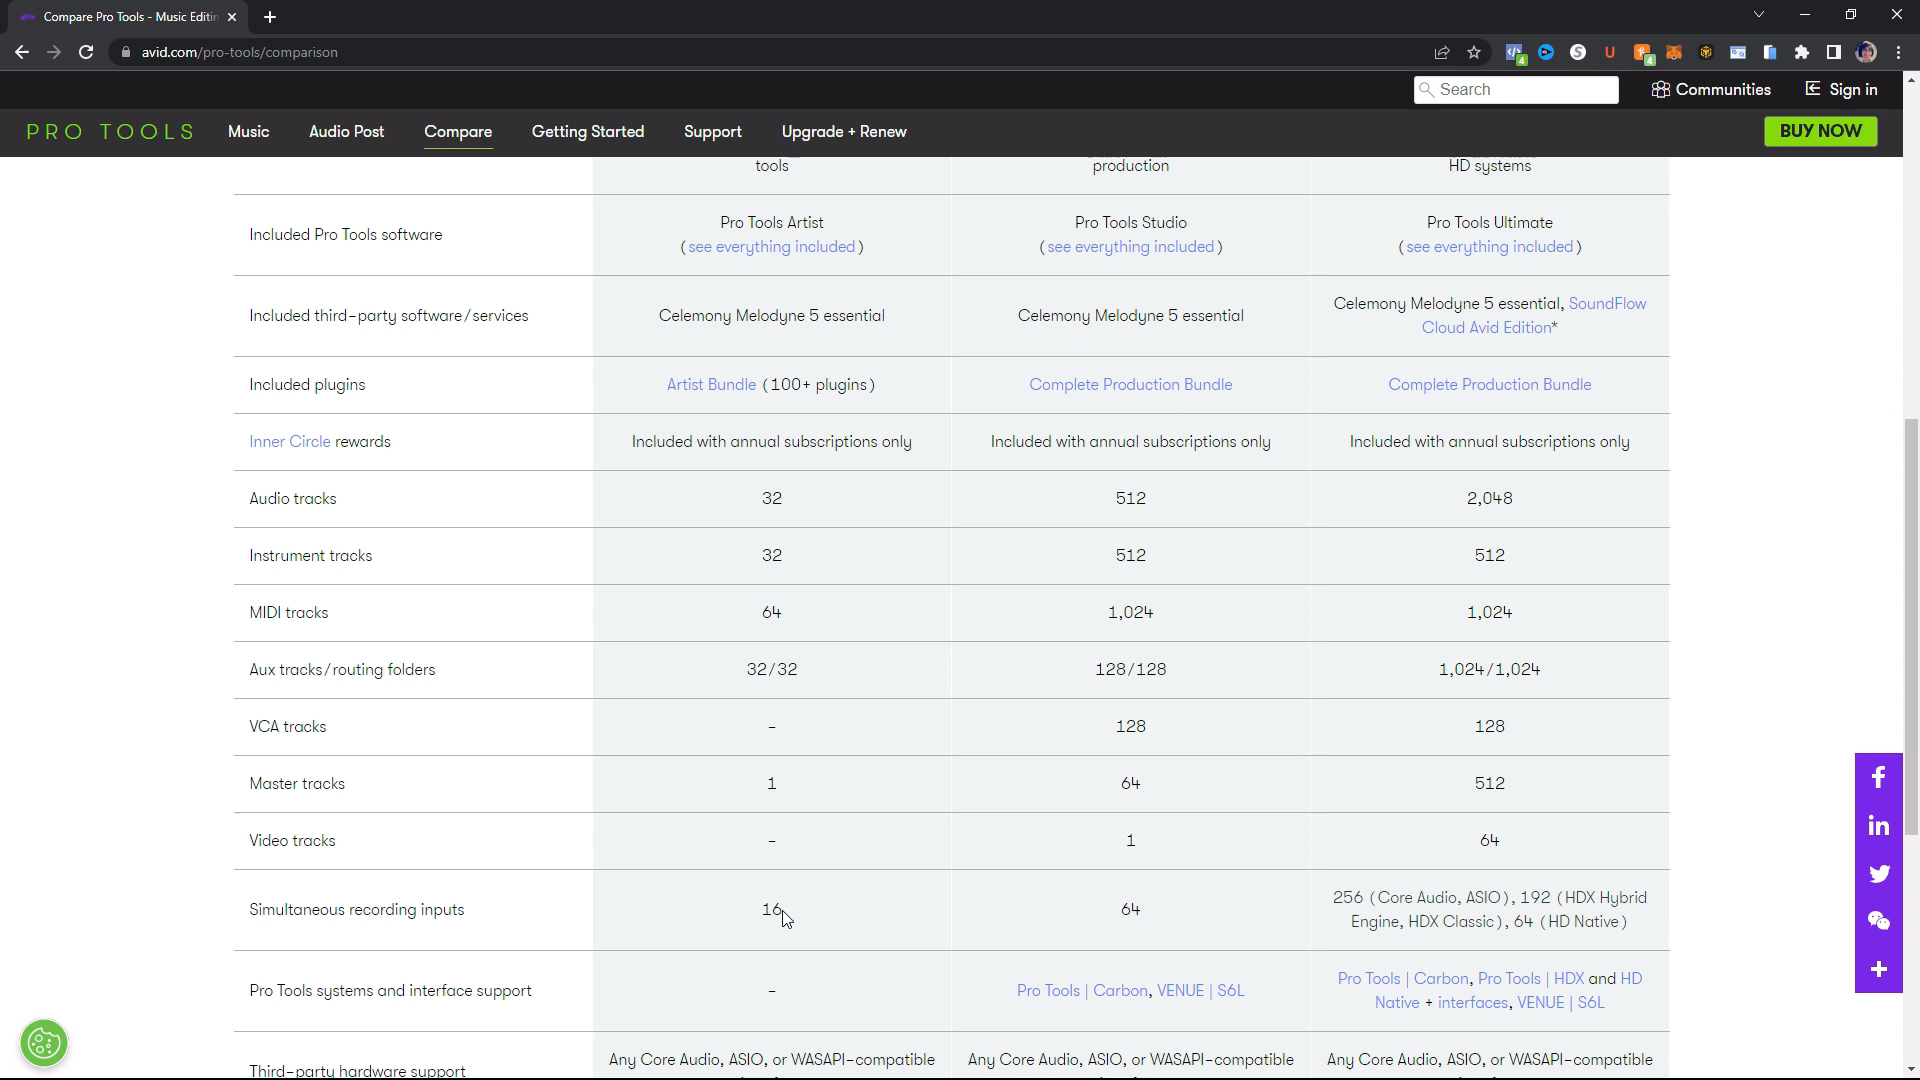 Compare Pro Tools - Music Editin
avid.com/pro-tools/comparison
4
4
Search
Communities
Sign in
PRO TOOLS
Music
Audio Post
Compare
Getting Started
Support
Upgrade + Renew
BUY NOW
tools
production
HD systems
Included Pro Tools software
Pro Tools Artist
(see everything included)
Pro Tools Studio
(see everything included)
Pro Tools Ultimate
(see everything included)
Included third-party software/services
Celemony Melodyne 5 essential
Celemony Melodyne 5 essential
Celemony Melodyne 5 essential, SoundFlow
Cloud Avid Edition*
Included plugins
Artist Bundle (100+ plugins)
Complete Production Bundle
Complete Production Bundle
Inner Circle rewards
Included with annual subscriptions only
Included with annual subscriptions only
Included with annual subscriptions only
Audio tracks
32
512
2,048
Instrument tracks
32
512
512
MIDI tracks
64
1,024
1,024
Aux tracks/routing folders
32/32
128/128
1,024/1,024
VCA tracks
-
128
128
Master tracks
1
64
512
Video tracks
-
1
64
Simultaneous recording inputs
16
64
256 (Core Audio, ASIO), 192 (HDX Hybrid
Engine, HDX Classic), 64 (HD Native)
Pro Tools systems and interface support
-
Pro Tools | Carbon, VENUE | S6L
Pro Tools | Carbon, Pro Tools | HDX and HD
Native + interfaces, VENUE | S6L
Third-party hardware support
Any Core Audio, ASIO, or WASAPI-compatible
Any Core Audio, ASIO, or WASAPI-compatible
Any Core Audio, ASIO, or WASAPI-compatible